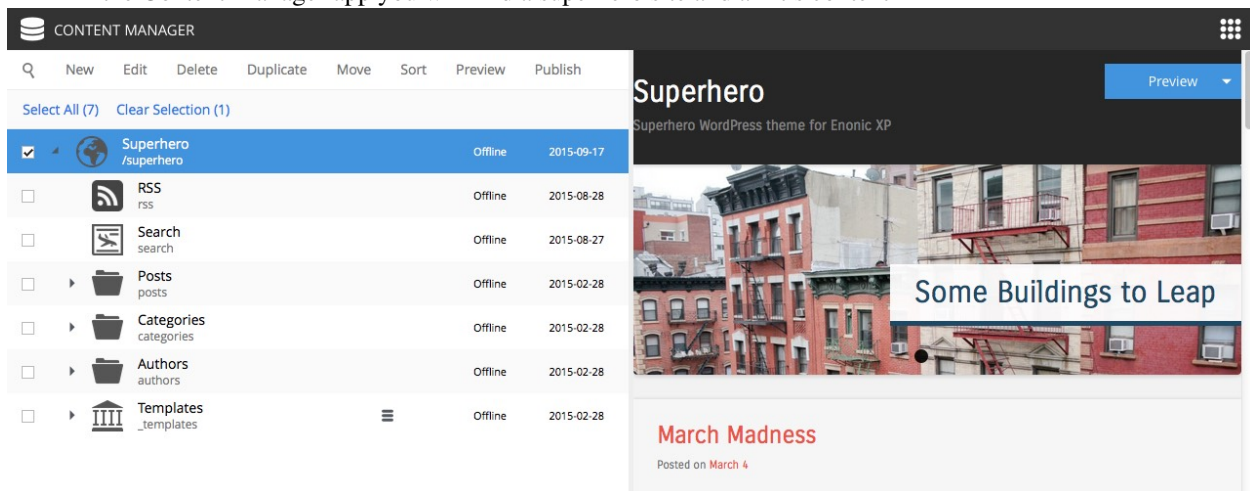 CONTENT MANAGER
New Edit Delete Duplicate Move Sort Preview Publish
Select All (7) Clear Selection (1)
Superhero Offline 2015-09-17
/superhero
RSS Offline 2015-08-28
rss
Search Offline 2015-08-27
search
Posts Offline 2015-02-28
posts
Categories Offline 2015-02-28
categories
Authors Offline 2015-02-28
authors
Templates Offline 2015-02-28
_templates
Preview
Superhero
Superhero WordPress theme for Enonic XP
Some Buildings to Leap
March Madness
Posted on March 4